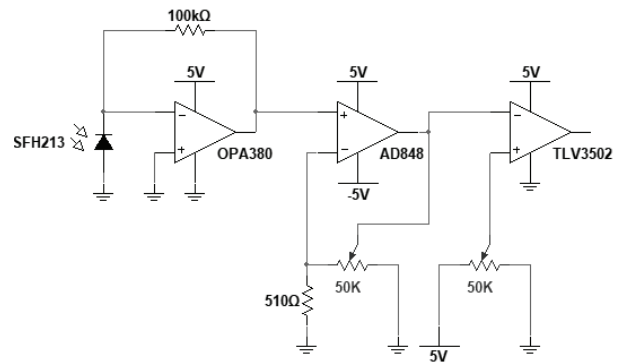 100kΩ
5V
5V
5V
SFH213
−
+
OPA380
+
−
AD848
−
+
TLV3502
-5V
510Ω
50K
50K
5V